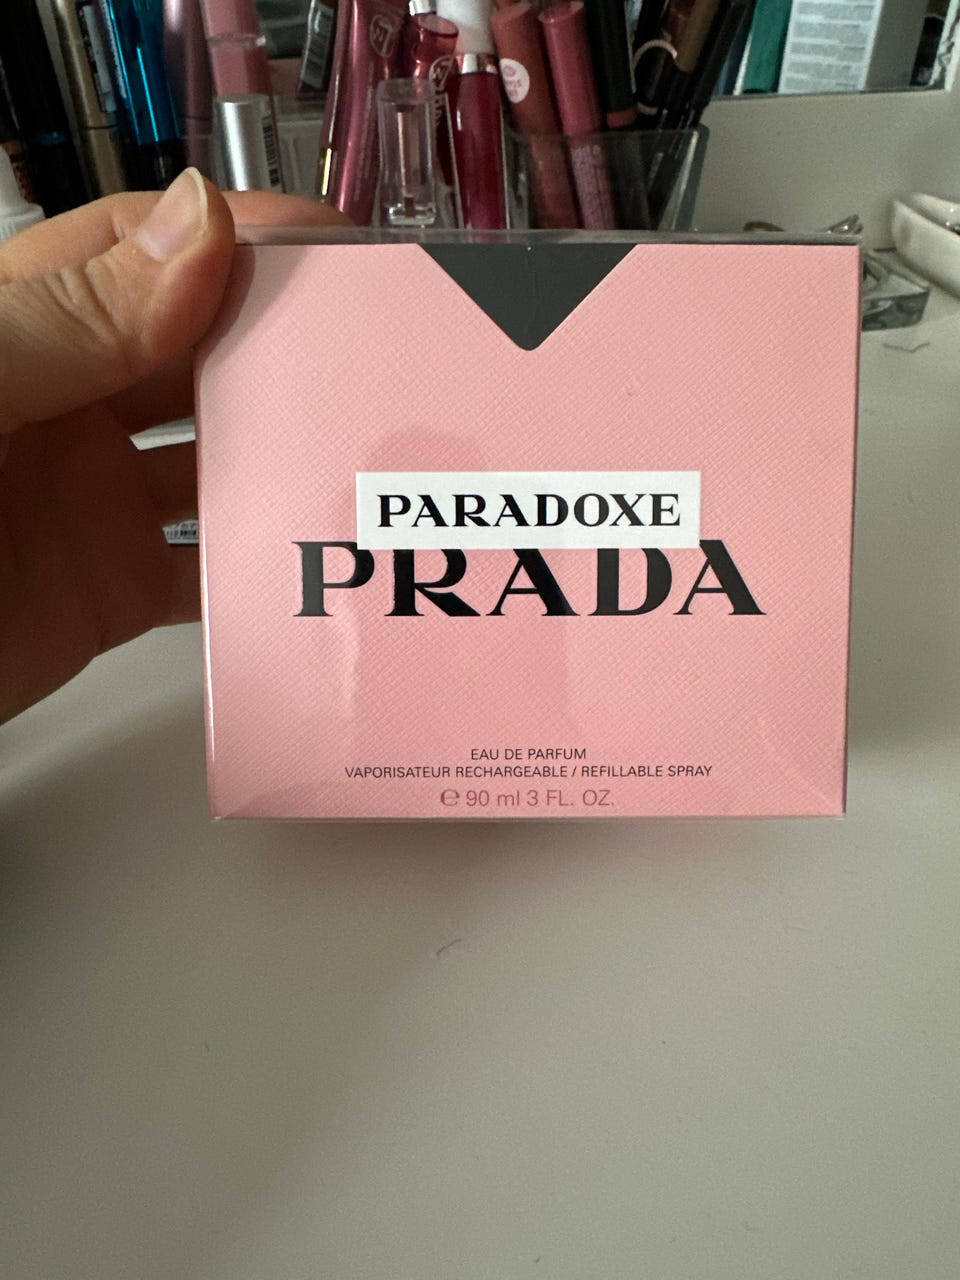 PARADOXE
PRADA
EAU DE PARFUM
VAPORISATEUR RECHARGEABLE / REFILLABLE SPRAY
℮ 90 ml 3 FL. OZ.